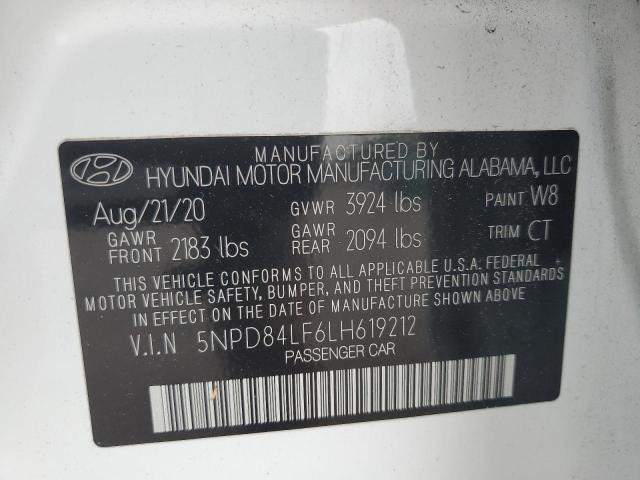 MANUFACTURED BY
HYUNDAI MOTOR MANUFACTURING ALABAMA, LLC
Aug/21/20 GVWR 3924 lbs PAINT W8
GAWR FRONT 2183 lbs GAWR REAR 2094 lbs TRIM CT
THIS VEHICLE CONFORMS TO ALL APPLICABLE U.S.A. FEDERAL
MOTOR VEHICLE SAFETY, BUMPER, AND THEFT PREVENTION STANDARDS
IN EFFECT ON THE DATE OF MANUFACTURE SHOWN ABOVE.
V.I.N 5NPD84LF6LH619212
PASSENGER CAR